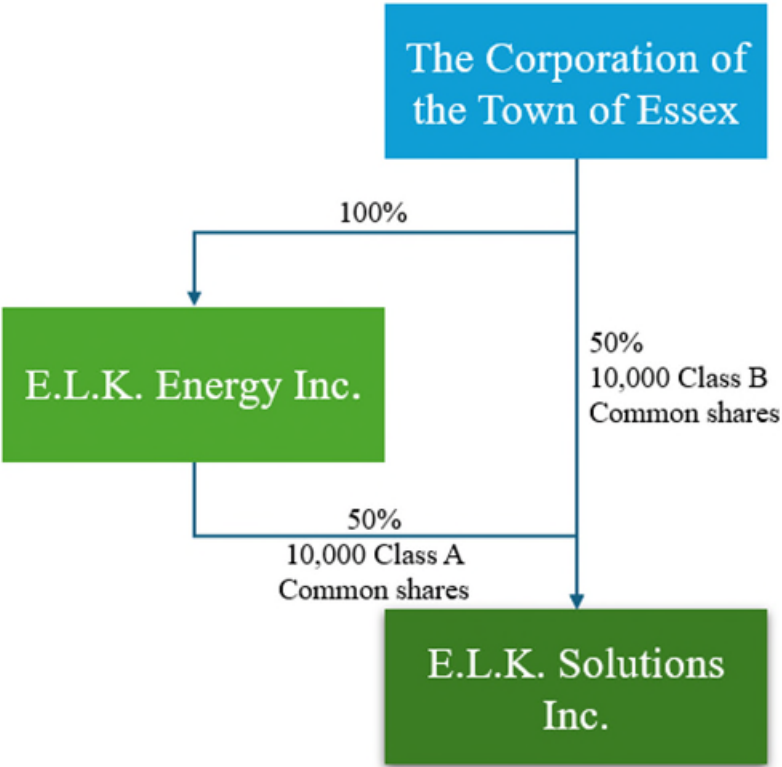 The Corporation of
the Town of Essex
100%
E.L.K. Energy Inc.
50%
10,000 Class B
Common shares
50%
10,000 Class A
Common shares
E.L.K. Solutions
Inc.